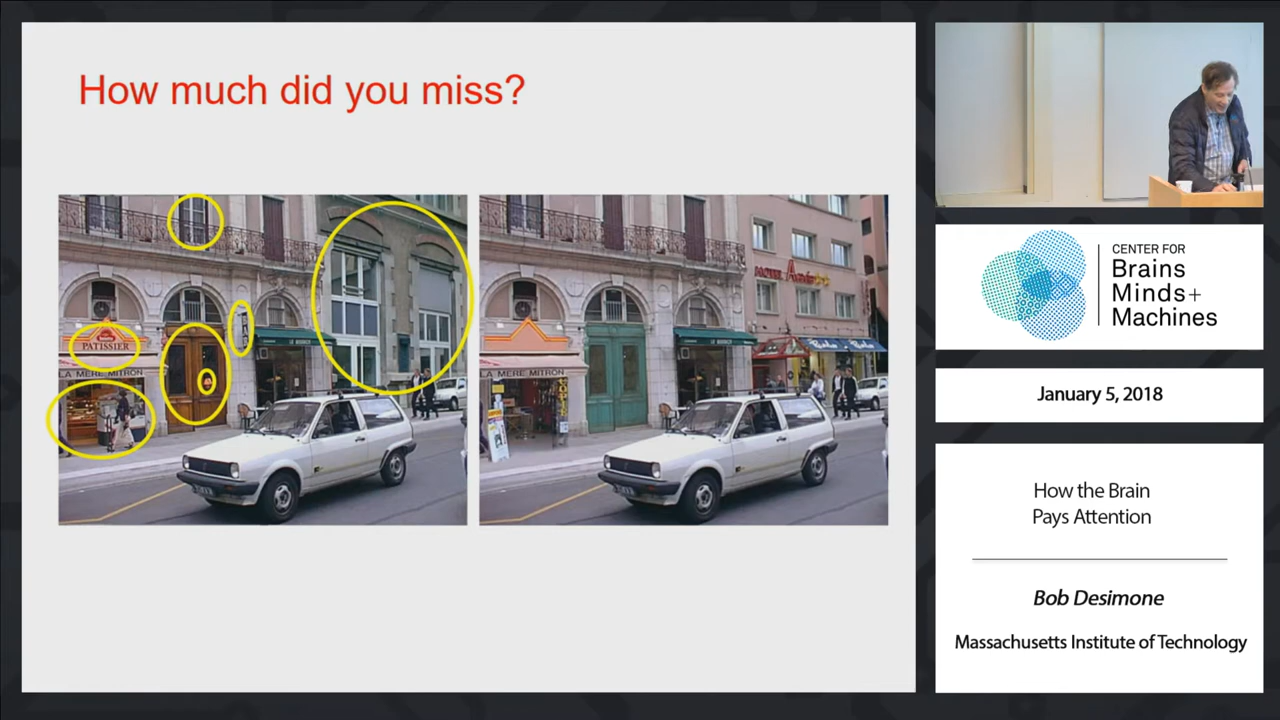 How much did you miss?
PATISSIER
LA MERE MITRON
LA MERE MITRON
HOTEL
CENTER FOR
Brains
Minds+
Machines
January 5, 2018
How the Brain
Pays Attention
Bob Desimone
Massachusetts Institute of Technology